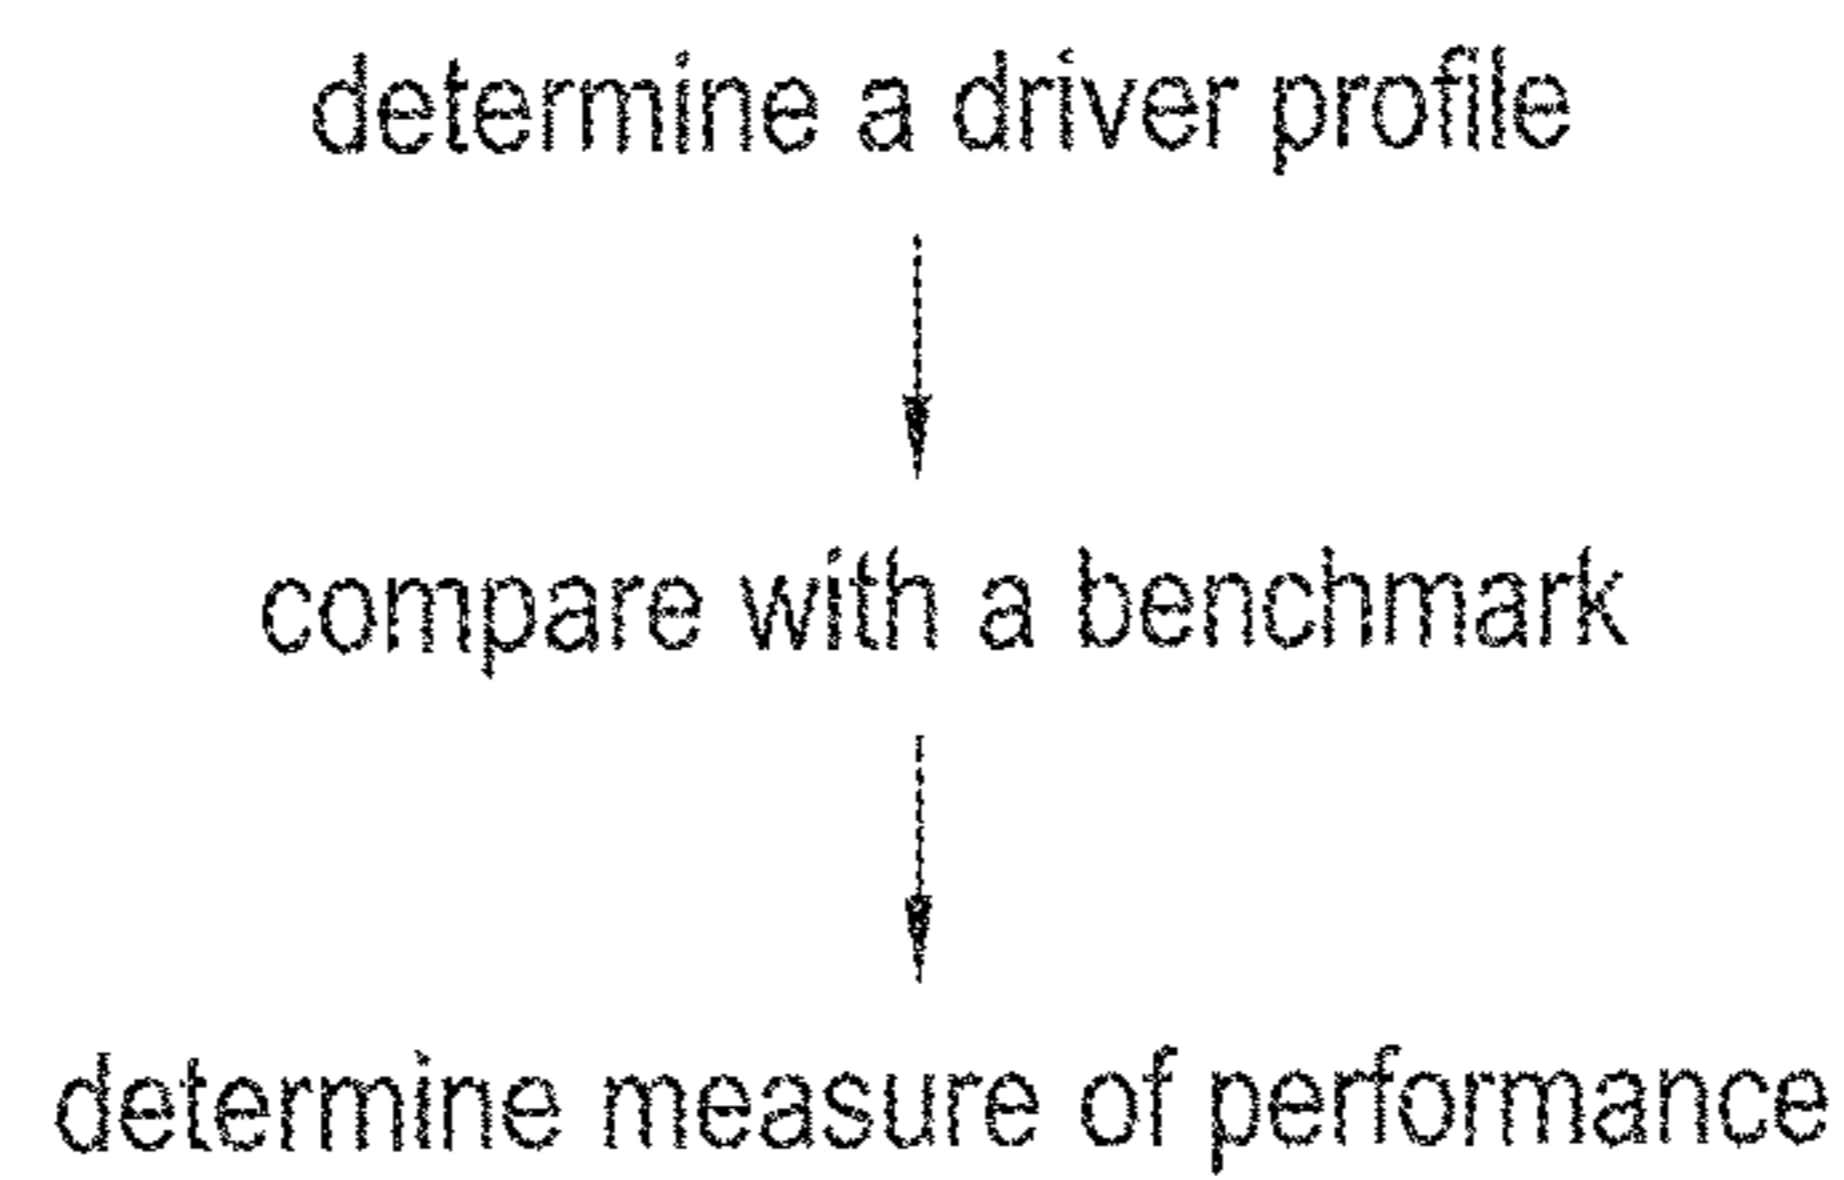 determine a driver profile
compare with a benchmark
determine measure of performance